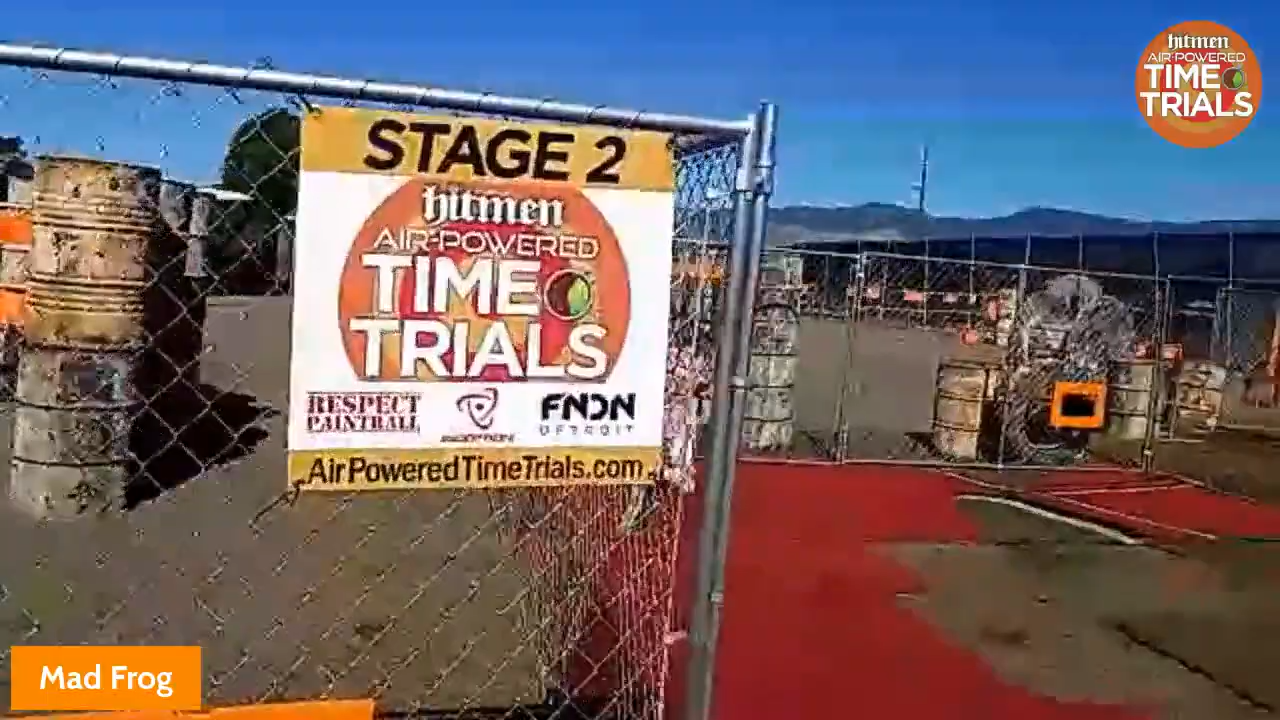 STAGE 2
hitmen
AIR-POWERED
TIME
TRIALS
RESPECT
PAINTBALL
FNDN
DETROIT
AirPoweredTimeTrials.com
hitmen
AIR-POWERED
TIME
TRIALS
Mad Frog